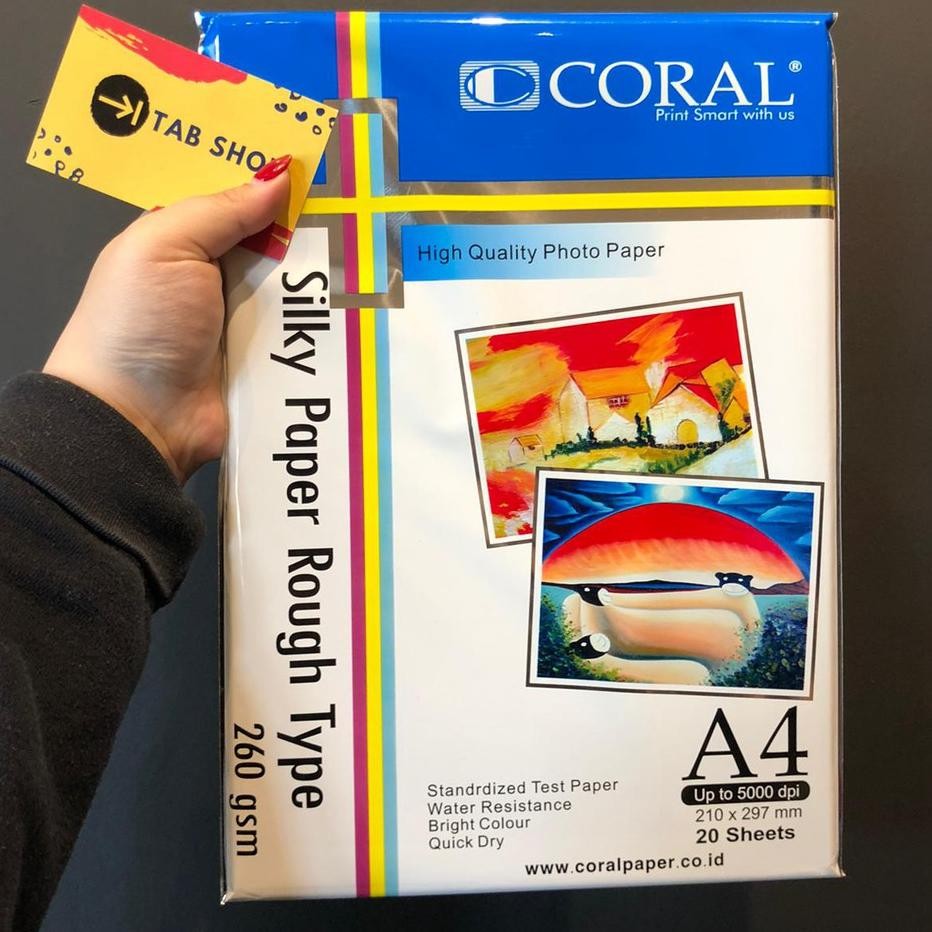 TAB SHO
CORAL®
Print Smart with us
High Quality Photo Paper
Silky Paper Rough Type
260 gsm
A4
Up to 5000 dpi
210 x 297 mm
20 Sheets
Standrdized Test Paper
Water Resistance
Bright Colour
Quick Dry
www.coralpaper.co.id